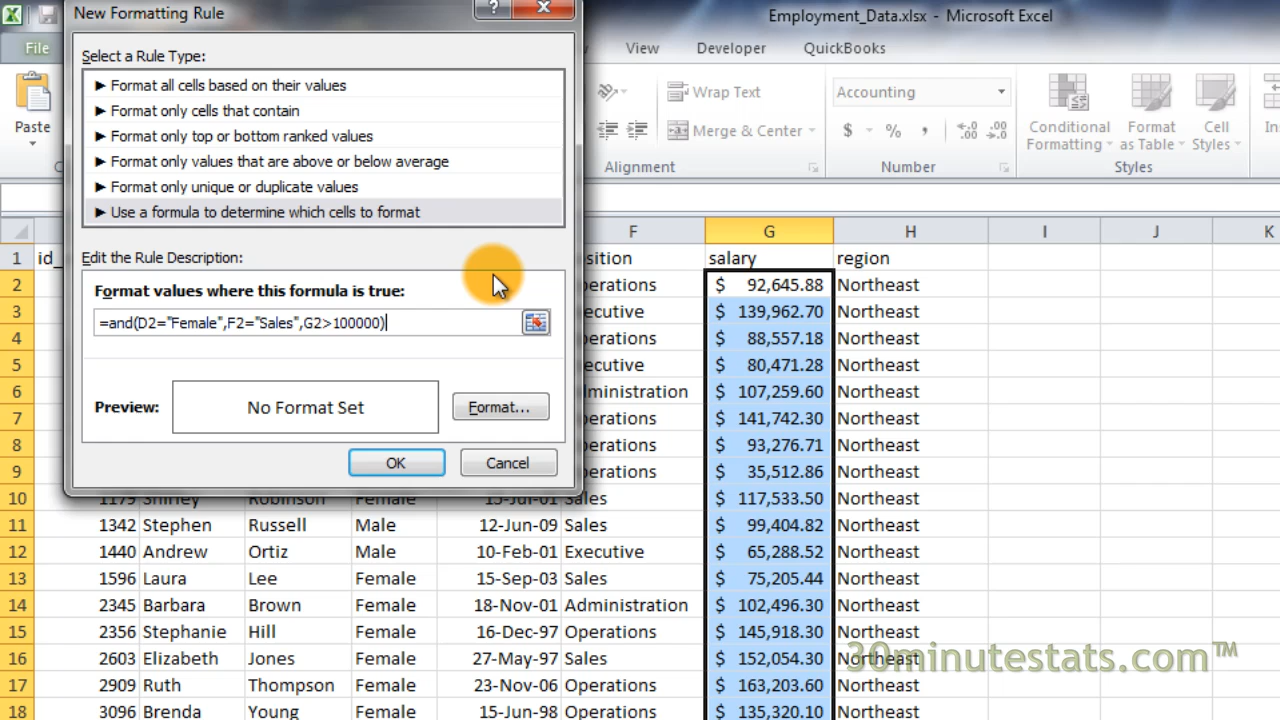 New Formatting Rule
?
Employment_Data.xlsx - Microsoft Excel
File
View
Developer
QuickBooks
Paste
Wrap Text
Merge & Center
Alignment
Accounting
$ % ,
Number
Conditional Formatting
Format as Table
Cell Styles
Styles
Select a Rule Type:
► Format all cells based on their values
► Format only cells that contain
► Format only top or bottom ranked values
► Format only values that are above or below average
► Format only unique or duplicate values
► Use a formula to determine which cells to format
Edit the Rule Description:
Format values where this formula is true:
=and(D2="Female",F2="Sales",G2>100000)
Preview:
No Format Set
Format...
OK
Cancel
F G H I J K
1 id_ sition salary region
2 perations $ 92,645.88 Northeast
3 ecutive $ 139,962.70 Northeast
4 perations $ 88,557.18 Northeast
5 ecutive $ 80,471.28 Northeast
6 ministration $ 107,259.60 Northeast
7 perations $ 141,742.30 Northeast
8 perations $ 93,276.71 Northeast
9 perations $ 35,512.86 Northeast
10 1179 Shirley Robinson Female 15-Jul-01 Sales $ 117,533.50 Northeast
11 1342 Stephen Russell Male 12-Jun-09 Sales $ 99,404.82 Northeast
12 1440 Andrew Ortiz Male 10-Feb-01 Executive $ 65,288.52 Northeast
13 1596 Laura Lee Female 15-Sep-03 Sales $ 75,205.44 Northeast
14 2345 Barbara Brown Female 18-Nov-01 Administration $ 102,496.30 Northeast
15 2356 Stephanie Hill Female 16-Dec-97 Operations $ 145,918.30 Northeast
16 2603 Elizabeth Jones Female 27-May-97 Sales $ 152,054.30 Northeast
17 2909 Ruth Thompson Female 23-Nov-06 Operations $ 163,203.60 Northeast
18 3096 Brenda Young Female 15-Jun-98 Operations $ 135,320.10 Northeast
30minutestats.com™